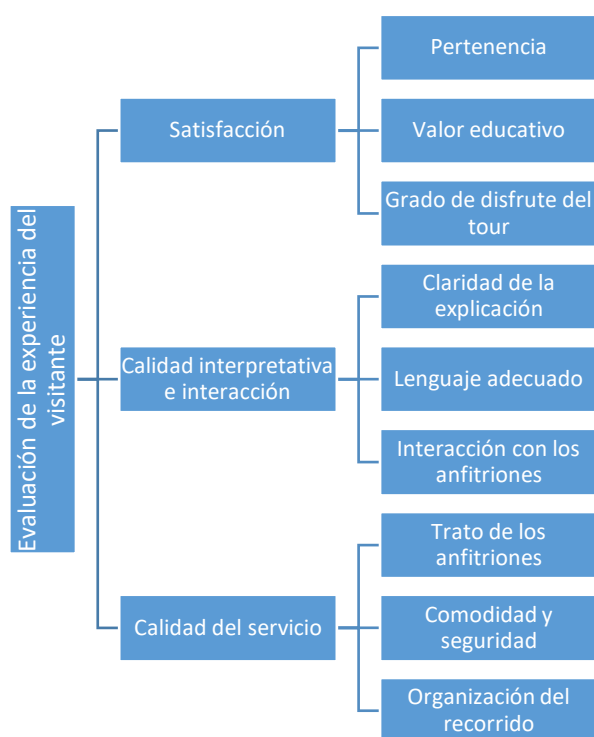 Evaluación de la experiencia del
visitante
Satisfacción
Pertenencia
Valor educativo
Grado de disfrute del
tour
Calidad interpretativa
e interacción
Claridad de la
explicación
Lenguaje adecuado
Interacción con los
anfitriones
Calidad del servicio
Trato de los
anfitriones
Comodidad y
seguridad
Organización del
recorrido